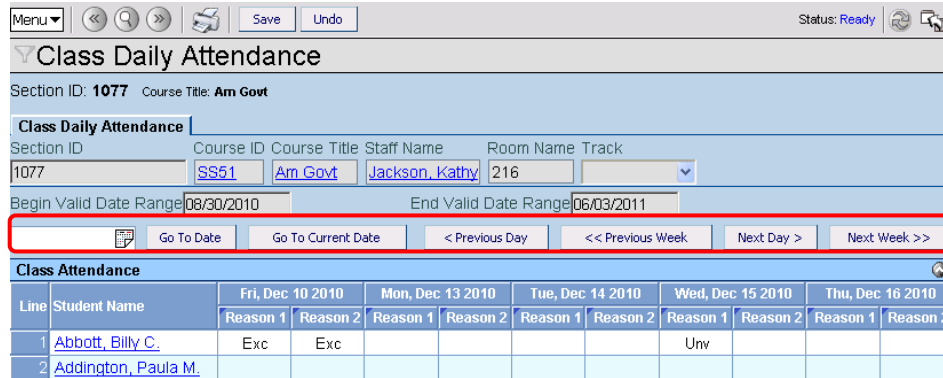 Menu Save Undo Status: Ready
Class Daily Attendance
Section ID: 1077 Course Title: Am Govt
Class Daily Attendance
Section ID Course ID Course Title Staff Name Room Name Track
1077 SS51 Am Govt Jackson, Kathy 216
Begin Valid Date Range 08/30/2010 End Valid Date Range 06/03/2011
Go To Date Go To Current Date < Previous Day << Previous Week Next Day > Next Week >>
Class Attendance
Line Student Name Fri, Dec 10 2010 Mon, Dec 13 2010 Tue, Dec 14 2010 Wed, Dec 15 2010 Thu, Dec 16 2010
Reason 1 Reason 2 Reason 1 Reason 2 Reason 1 Reason 2 Reason 1 Reason 2 Reason 1 Reason 2
1 Abbott, Billy C. Exc Exc Unv
2 Addington, Paula M.